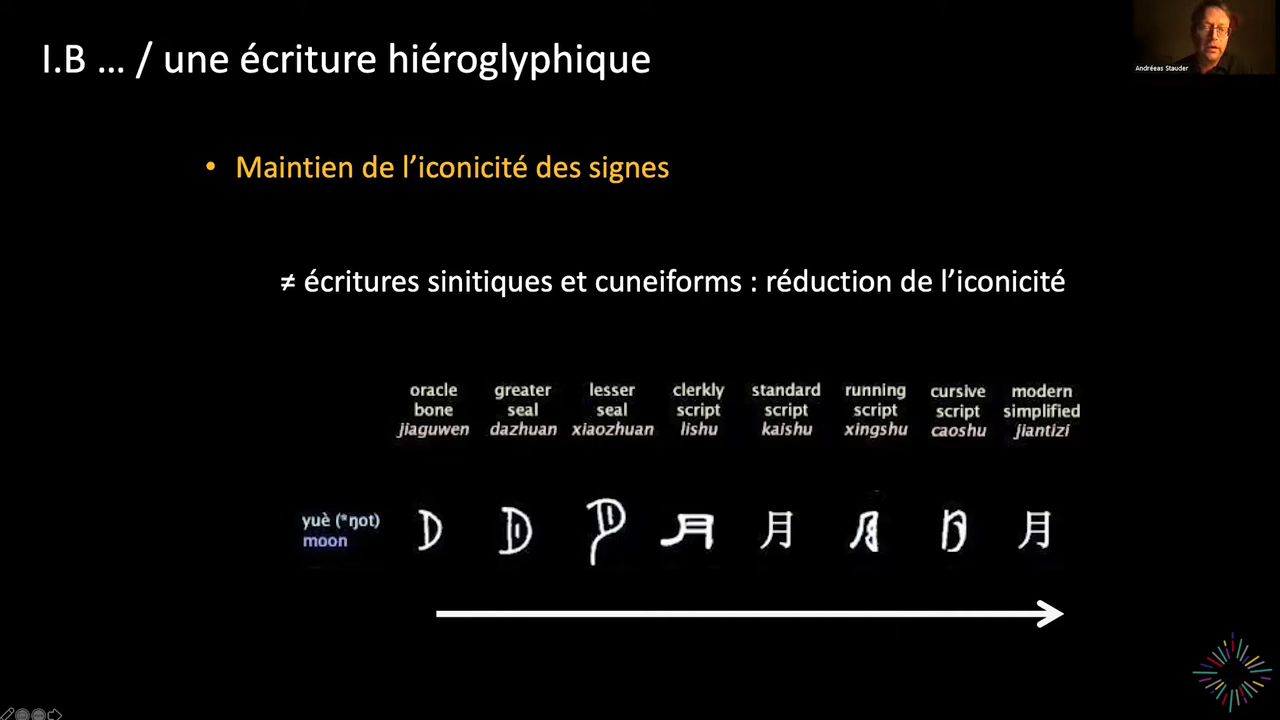 I.B ... / une écriture hiéroglyphique
Andréeas Stauder
• Maintien de l’iconicité des signes
≠ écritures sinitiques et cuneiforms : réduction de l’iconicité
oracle bone jiaguwen
greater seal dazhuan
lesser seal xiaozhuan
clerkly script lishu
standard script kaishu
running script xingshu
cursive script caoshu
modern simplified jiantizi
yuè (*ŋot)
moon
月 月